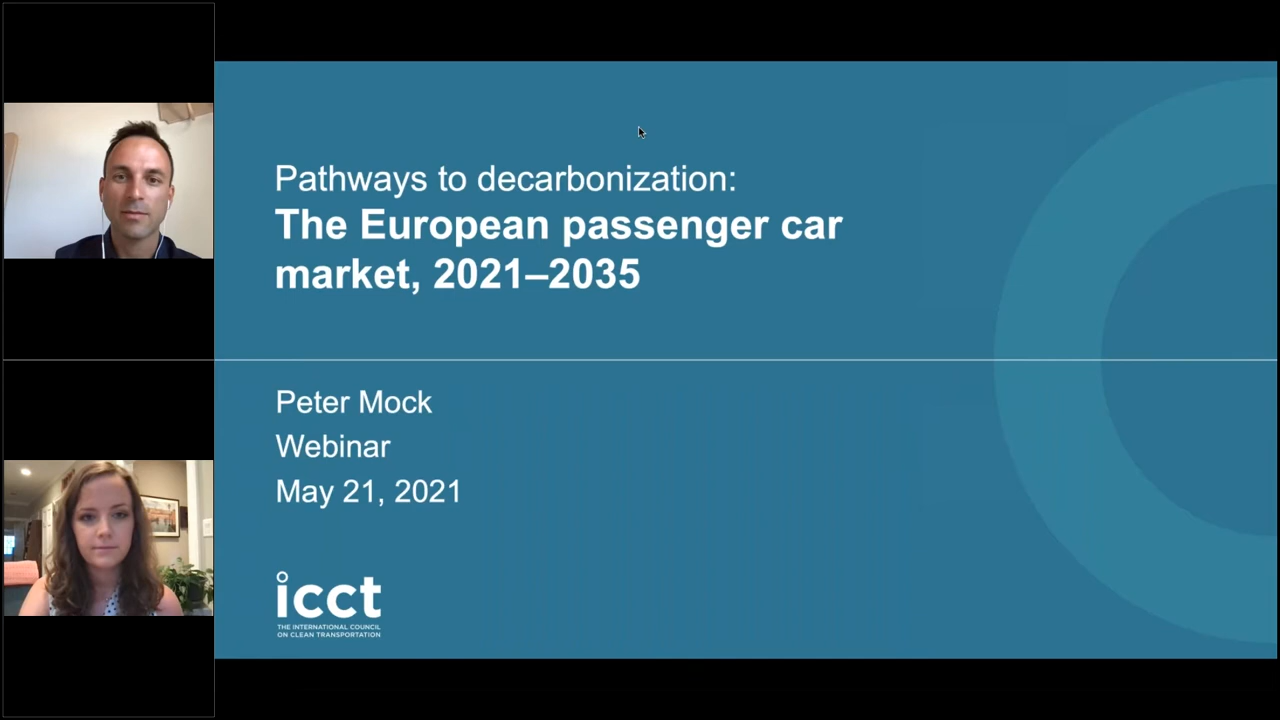 Pathways to decarbonization:
The European passenger car
market, 2021–2035
Peter Mock
Webinar
May 21, 2021
icct
THE INTERNATIONAL COUNCIL
ON CLEAN TRANSPORTATION